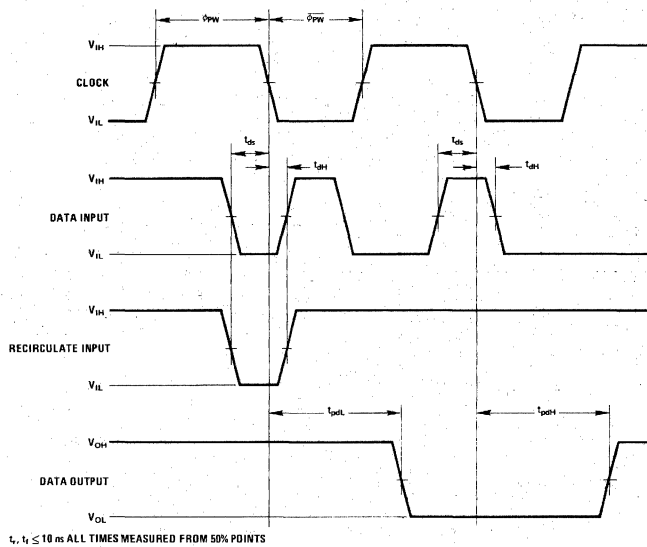 ϕPW
ϕ̅PW
VIH
CLOCK
VIL
tds
tds
tdH
tdH
VIH
DATA INPUT
VIL
VIH
RECIRCULATE INPUT
VIL
tpdL
tpdH
VOH
DATA OUTPUT
VOL
tr, tf ≤ 10 ns ALL TIMES MEASURED FROM 50% POINTS